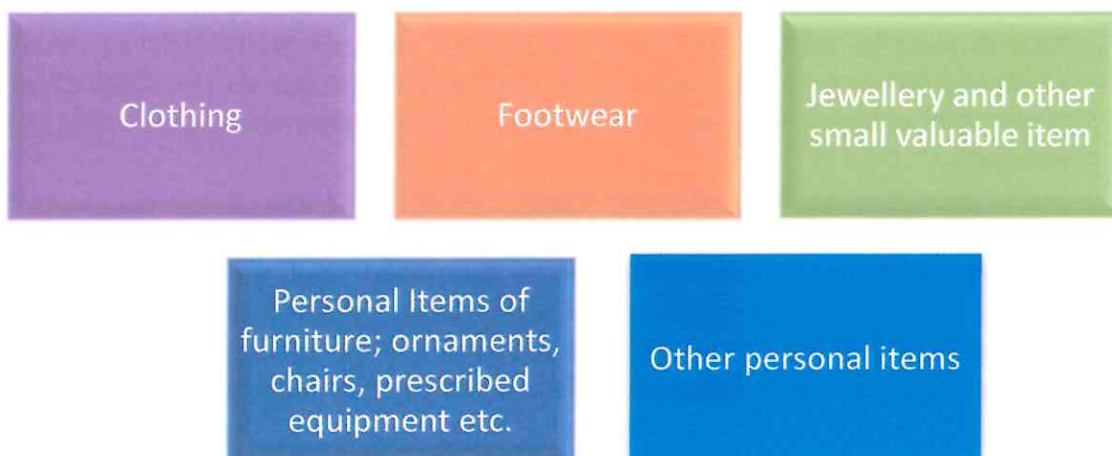 Clothing
Footwear
Jewellery and other
small valuable item
Personal Items of
furniture; ornaments,
chairs, prescribed
equipment etc.
Other personal items